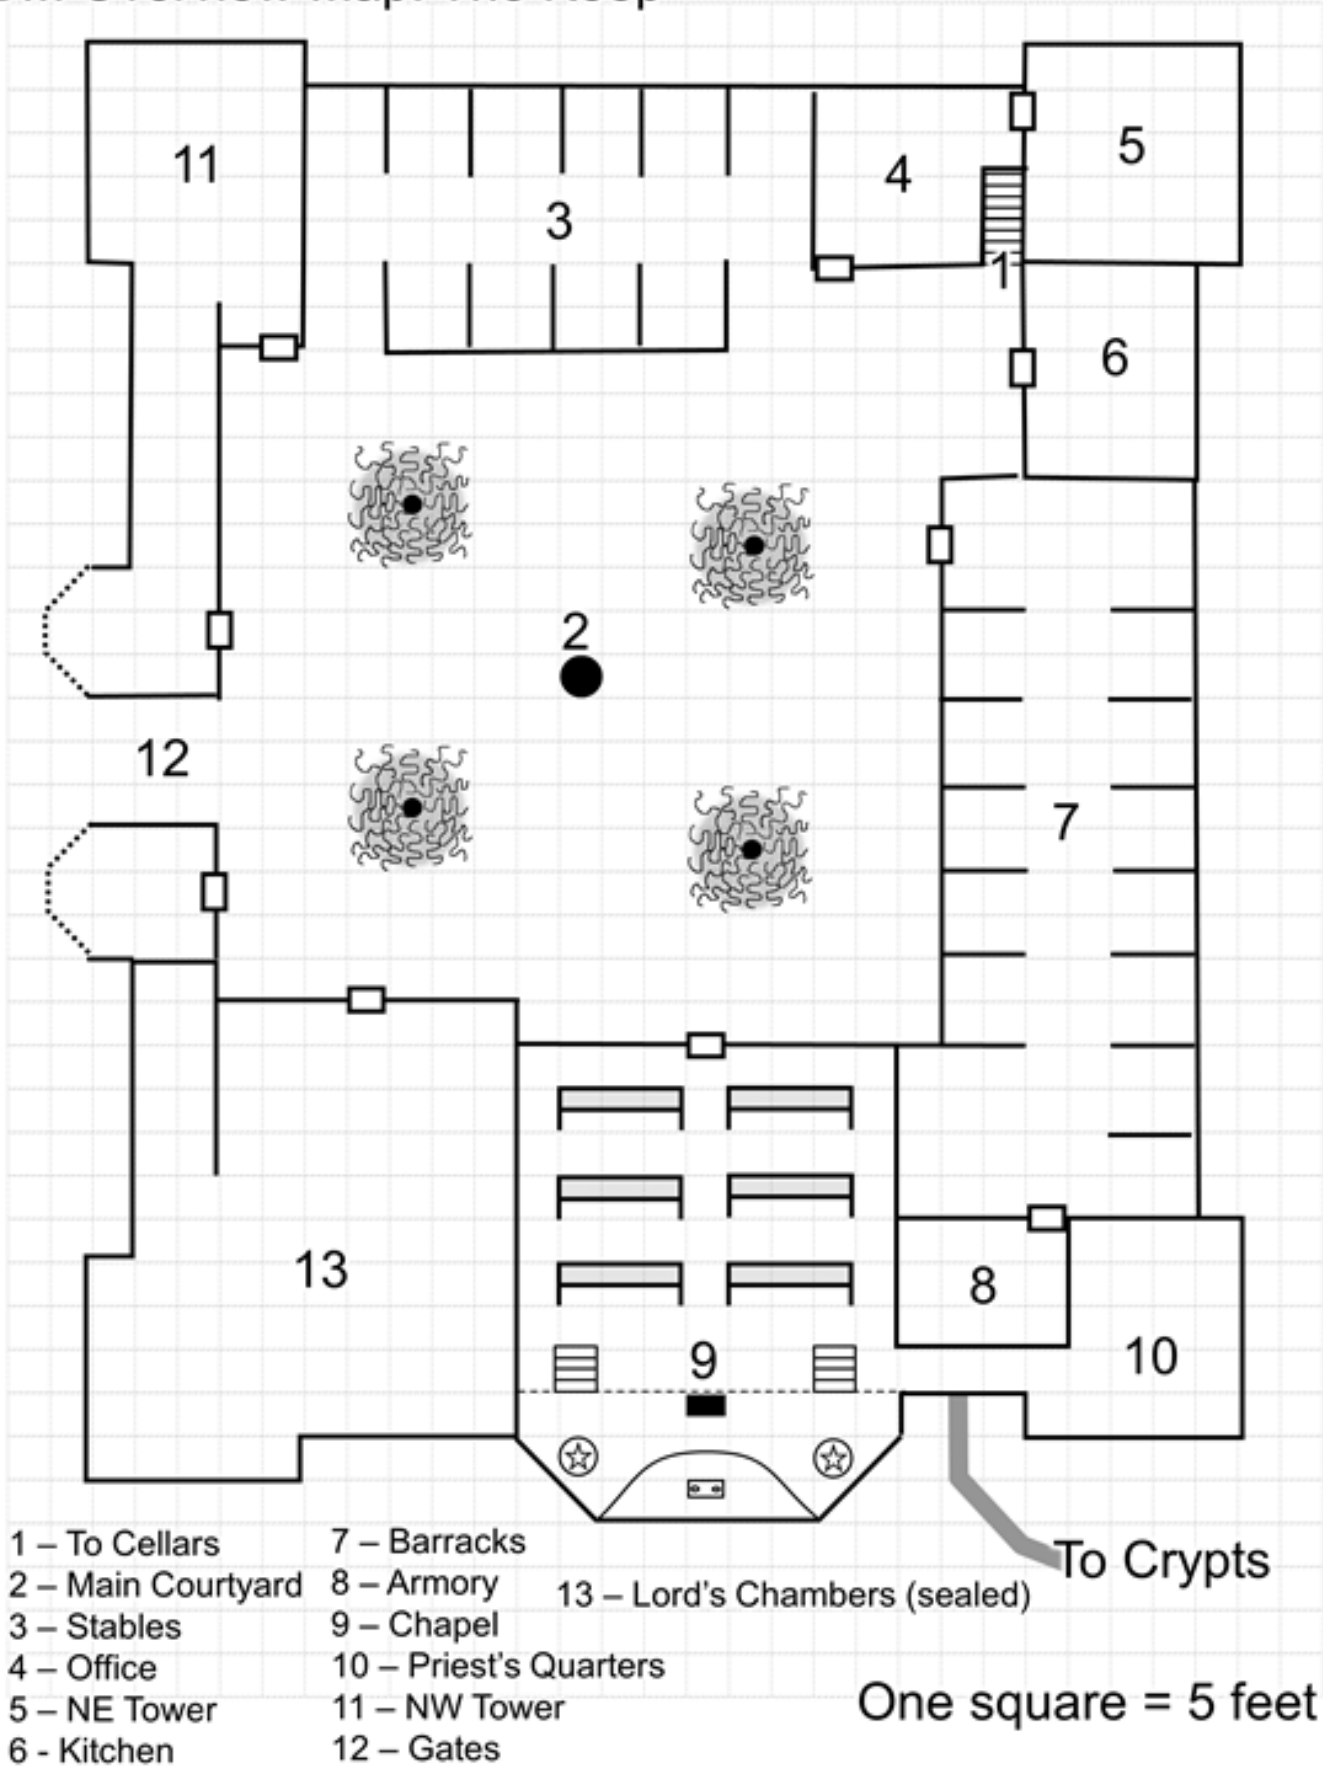 11
5
4
3
1
6
2
12
7
13
8
9
10
To Crypts
1 – To Cellars
2 – Main Courtyard
3 – Stables
4 – Office
5 – NE Tower
6 - Kitchen
7 – Barracks
8 – Armory
9 – Chapel
10 – Priest's Quarters
11 – NW Tower
12 – Gates
13 – Lord's Chambers (sealed)
One square = 5 feet